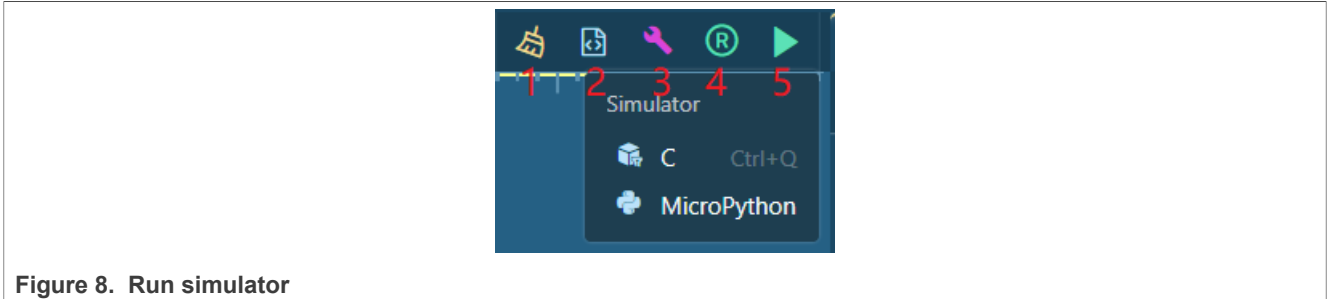 R
1 2 3 4 5
Simulator
C Ctrl+Q
MicroPython
Figure 8. Run simulator